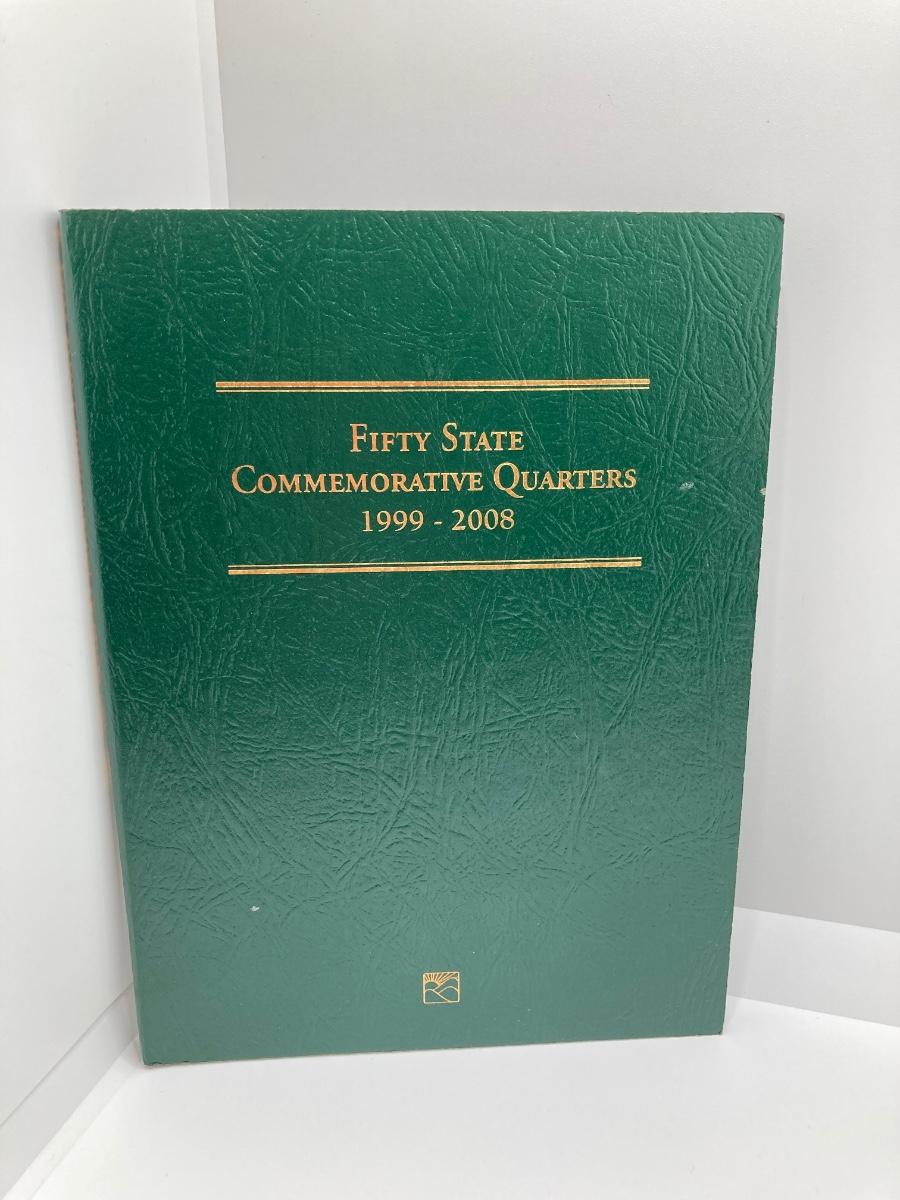 Fifty State
Commemorative Quarters
1999 - 2008